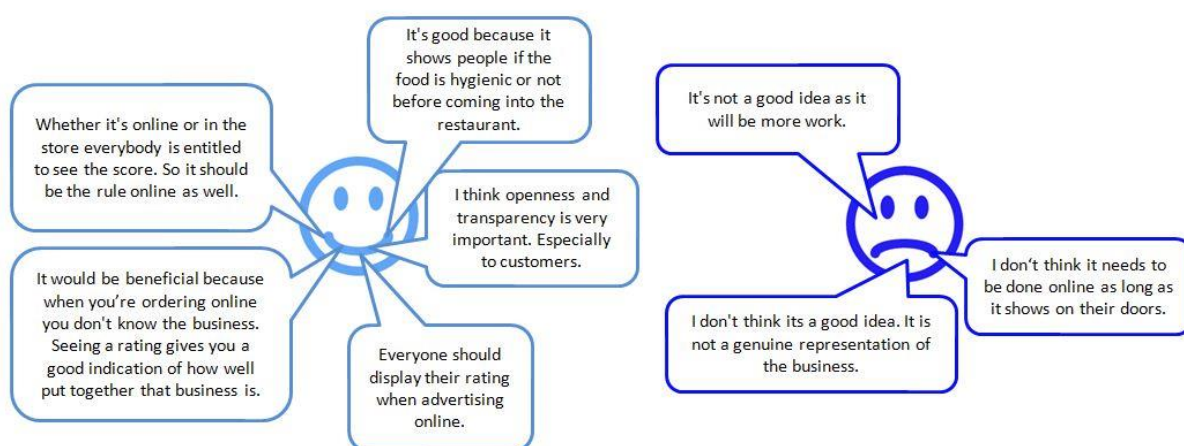 Whether it's online or in the
store everybody is entitled
to see the score. So it should
be the rule online as well.
It's good because it
shows people if the
food is hygienic or not
before coming into the
restaurant.
I think openness and
transparency is very
important. Especially
to customers.
It would be beneficial because
when you’re ordering online
you don't know the business.
Seeing a rating gives you a
good indication of how well
put together that business is.
Everyone should
display their rating
when advertising
online.
It's not a good idea as it
will be more work.
I don‘t think it needs to
be done online as long as
it shows on their doors.
I don't think its a good idea. It is
not a genuine representation of
the business.